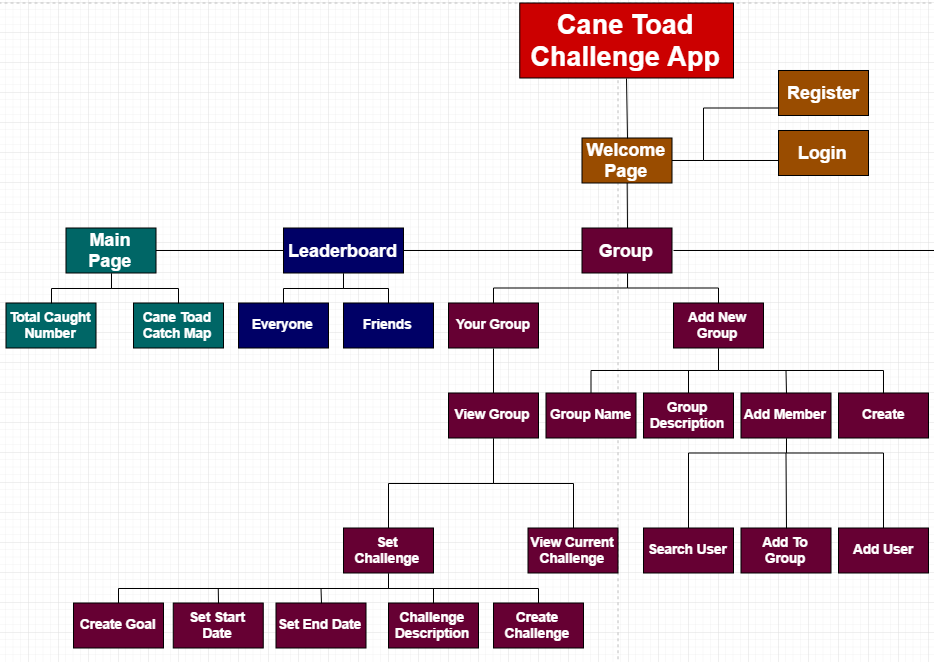 Cane Toad
Challenge App
Register
Login
Welcome
Page
Main
Page
Leaderboard
Group
Total Caught
Number
Cane Toad
Catch Map
Everyone
Friends
Your Group
Add New
Group
View Group
Group Name
Group
Description
Add Member
Create
Set
Challenge
View Current
Challenge
Search User
Add To
Group
Add User
Create Goal
Set Start
Date
Set End Date
Challenge
Description
Create
Challenge